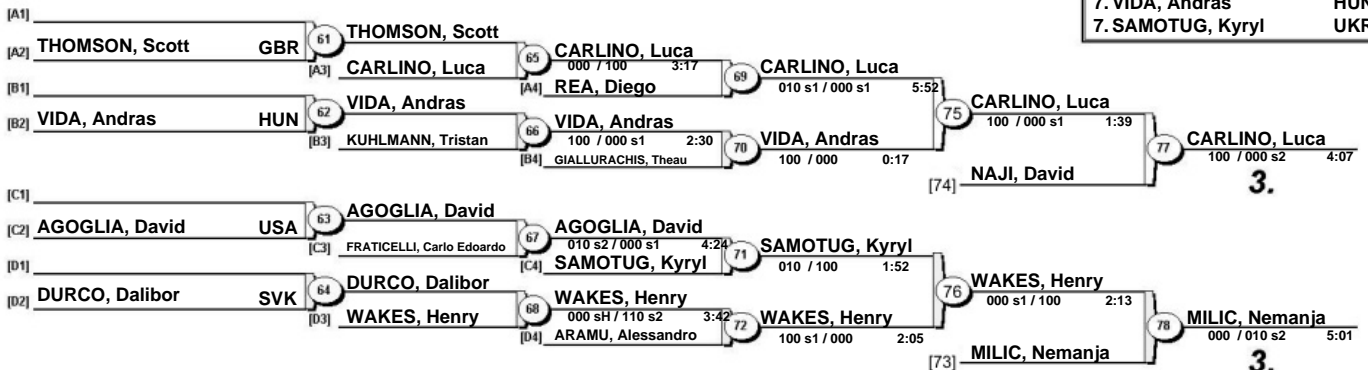 7. VIDA, Andras HUN
7. SAMOTUG, Kyryl UKR
[A1]
[A2] THOMSON, Scott GBR
61
THOMSON, Scott
[A3] CARLINO, Luca
65
CARLINO, Luca
000 / 100 3:17
[A4] REA, Diego
69
CARLINO, Luca
010 s1 / 000 s1 5:52
[B1]
[B2] VIDA, Andras HUN
62
VIDA, Andras
[B3] KUHLMANN, Tristan
66
VIDA, Andras
100 / 000 s1 2:30
[B4] GIALLURACHIS, Theau
70
VIDA, Andras
100 / 000 0:17
75
CARLINO, Luca
100 / 000 s1 1:39
[74] NAJI, David
77
CARLINO, Luca
100 / 000 s2 4:07
3.
[C1]
[C2] AGOGLIA, David USA
63
AGOGLIA, David
[C3] FRATICELLI, Carlo Edoardo
67
AGOGLIA, David
010 s2 / 000 s1 4:24
[C4] SAMOTUG, Kyryl
71
SAMOTUG, Kyryl
010 / 100 1:52
[D1]
[D2] DURCO, Dalibor SVK
64
DURCO, Dalibor
[D3] WAKES, Henry
68
WAKES, Henry
000 sH / 110 s2 3:42
[D4] ARAMU, Alessandro
72
WAKES, Henry
100 s1 / 000 2:05
76
WAKES, Henry
000 s1 / 100 2:13
[73] MILIC, Nemanja
78
MILIC, Nemanja
000 / 010 s2 5:01
3.